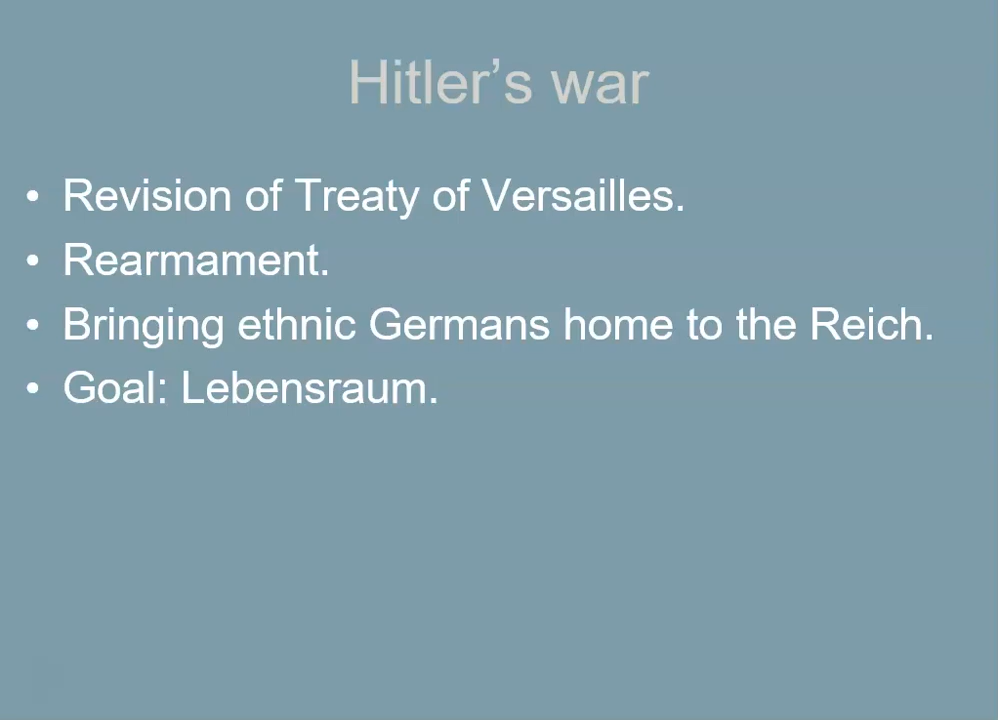 Hitler’s war
• Revision of Treaty of Versailles.
• Rearmament.
• Bringing ethnic Germans home to the Reich.
• Goal: Lebensraum.